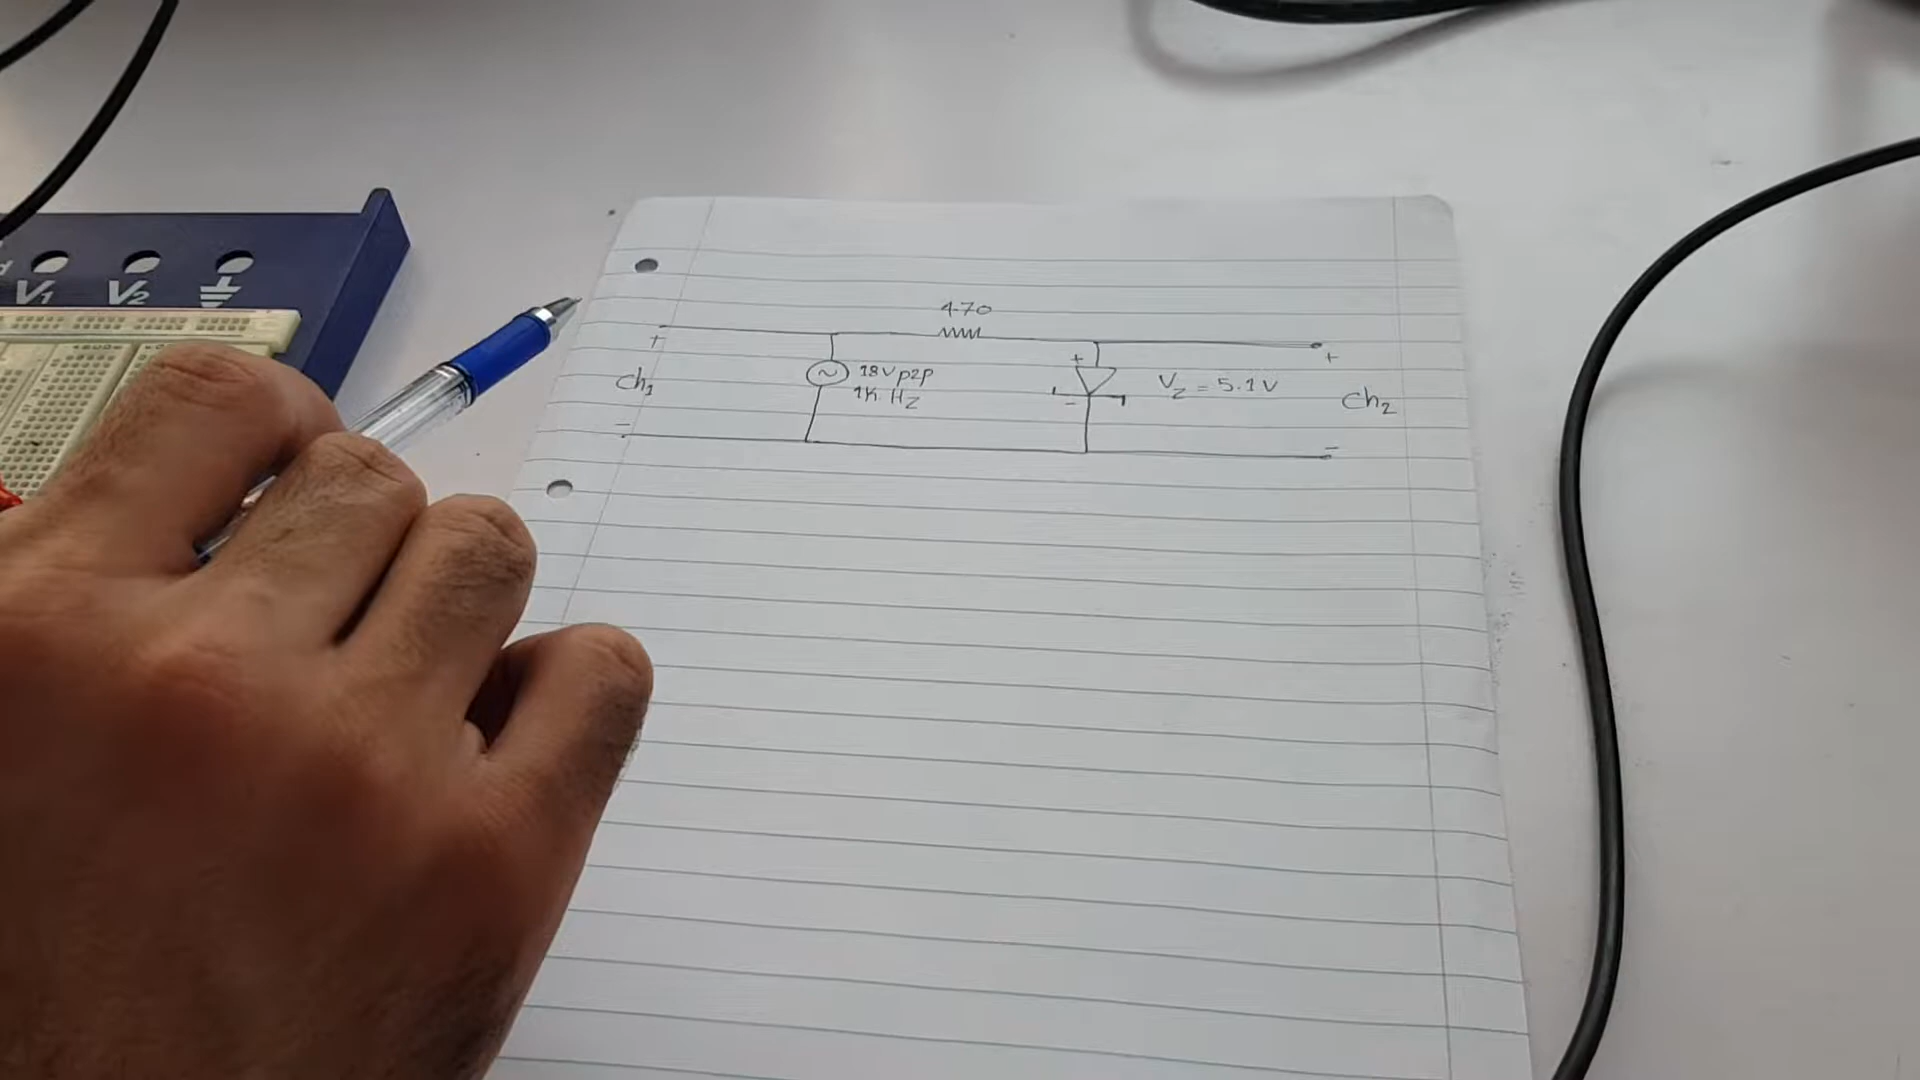 V1 V2
470
+ +
+
Ch1
18v p2p
1K Hz
Vz = 5.1V
Ch2
-
- -